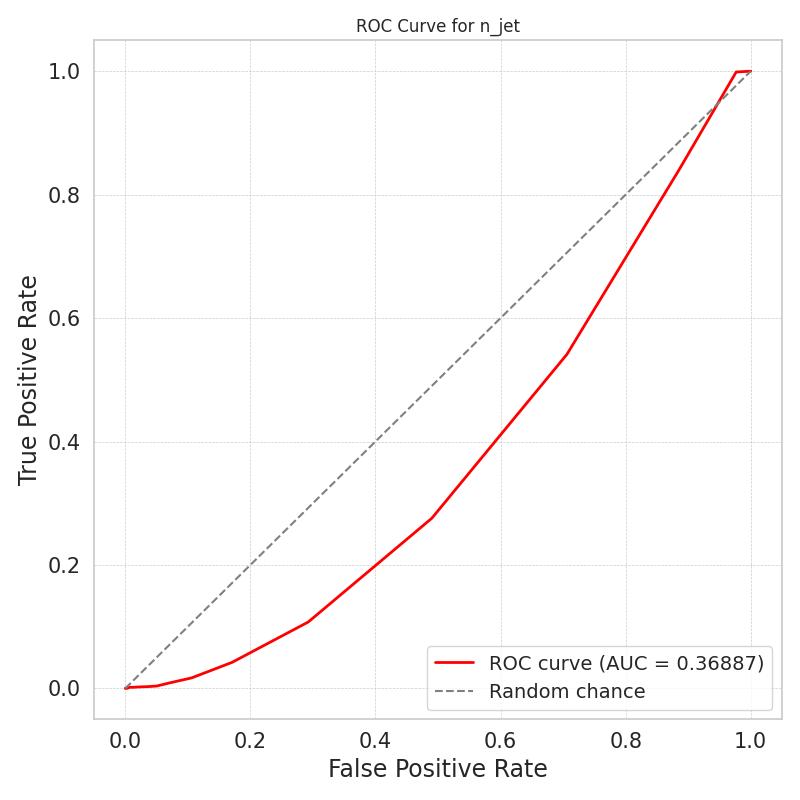 ROC Curve for n_jet
True Positive Rate
1.0
0.8
0.6
0.4
0.2
0.0
ROC curve (AUC = 0.36887)
Random chance
0.0 0.2 0.4 0.6 0.8 1.0
False Positive Rate